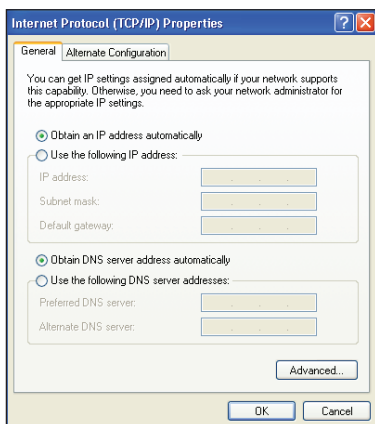 Internet Protocol (TCP/IP) Properties
General
Alternate Configuration
You can get IP settings assigned automatically if your network supports
this capability. Otherwise, you need to ask your network administrator for
the appropriate IP settings.
Obtain an IP address automatically
Use the following IP address:
IP address:
Subnet mask:
Default gateway:
Obtain DNS server address automatically
Use the following DNS server addresses:
Preferred DNS server:
Alternate DNS server:
Advanced...
OK
Cancel